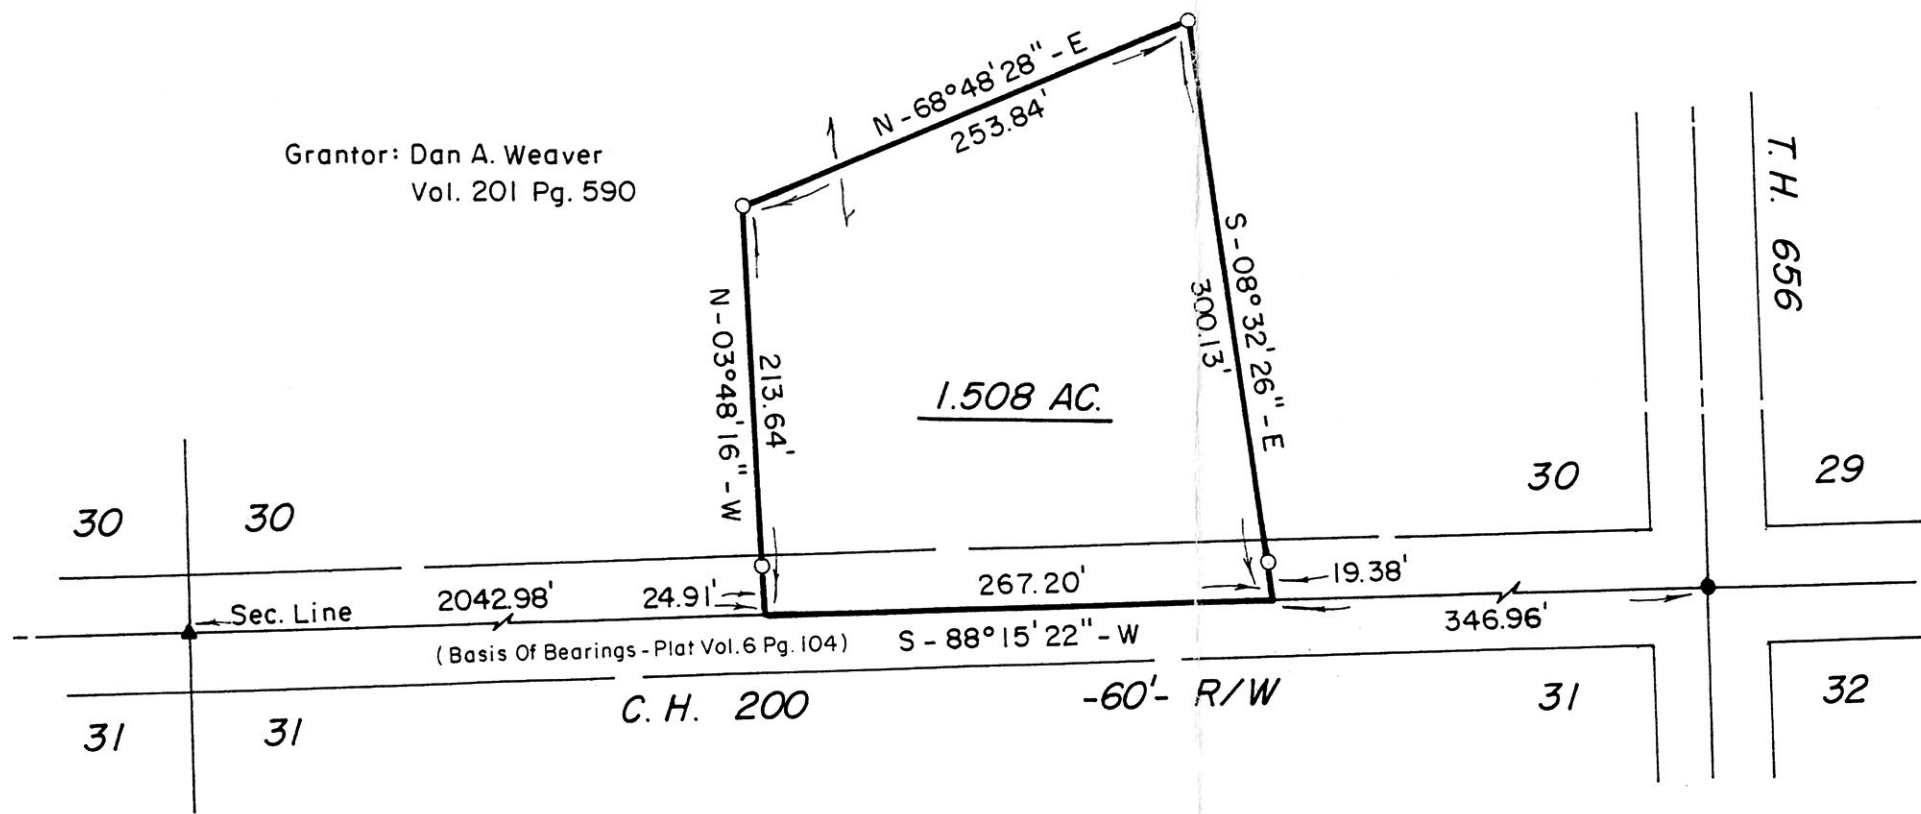 N-68°48'28"-E
253.84'
Grantor: Dan A. Weaver
Vol. 201 Pg. 590
T.H. 656
S-08°32'26"-E
300.13'
N-03°48'16"-W
213.64'
1.508 AC.
30
30
30
29
2042.98'
24.91'
267.20'
19.38'
Sec. Line
346.96'
(Basis Of Bearings-Plat Vol.6 Pg.104)
S-88°15'22"-W
C.H. 200
-60'- R/W
31
31
31
32